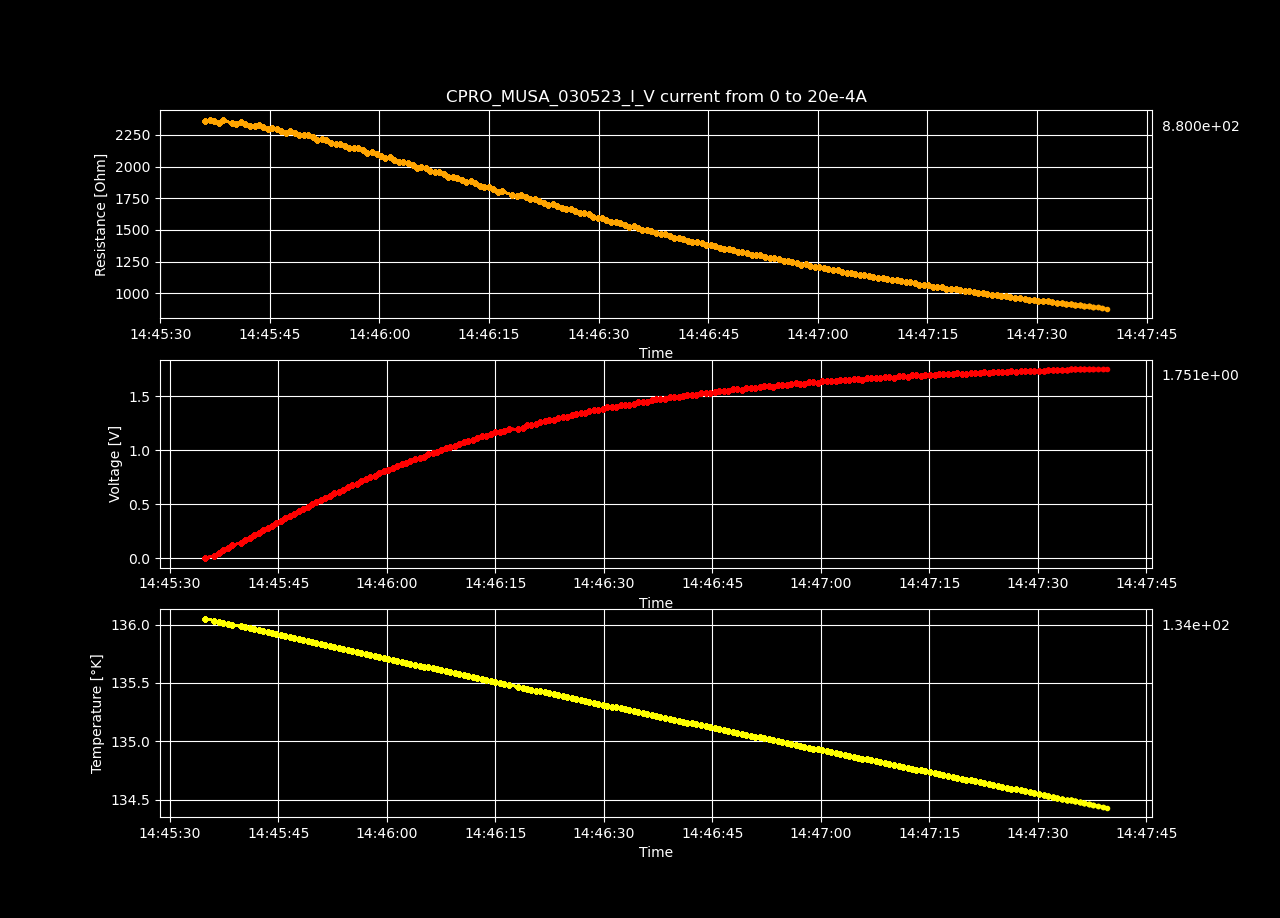 CPRO_MUSA_030523_I_V current from 0 to 20e-4A
Resistance [Ohm]
2250
2000
1750
1500
1250
1000
8.800e+02
14:45:30 14:45:45 14:46:00 14:46:15 14:46:30 14:46:45 14:47:00 14:47:15 14:47:30 14:47:45
Time
Voltage [V]
1.5
1.0
0.5
0.0
1.751e+00
14:45:30 14:45:45 14:46:00 14:46:15 14:46:30 14:46:45 14:47:00 14:47:15 14:47:30 14:47:45
Time
Temperature [°K]
136.0
135.5
135.0
134.5
1.34e+02
14:45:30 14:45:45 14:46:00 14:46:15 14:46:30 14:46:45 14:47:00 14:47:15 14:47:30 14:47:45
Time